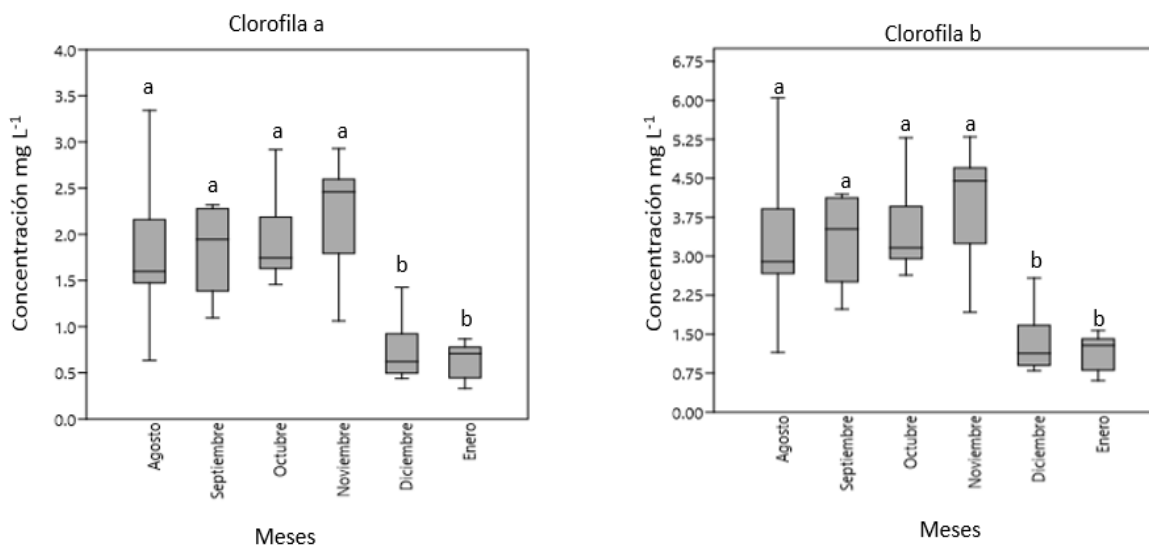 Clorofila a
Concentración mg L⁻¹
4.0
3.5
3.0
2.5
2.0
1.5
1.0
0.5
0.0
a
a
a
a
b
b
Agosto
Septiembre
Octubre
Noviembre
Diciembre
Enero
Meses
Clorofila b
Concentración mg L⁻¹
6.75
6.00
5.25
4.50
3.75
3.00
2.25
1.50
0.75
0.00
a
a
a
a
b
b
Agosto
Septiembre
Octubre
Noviembre
Diciembre
Enero
Meses